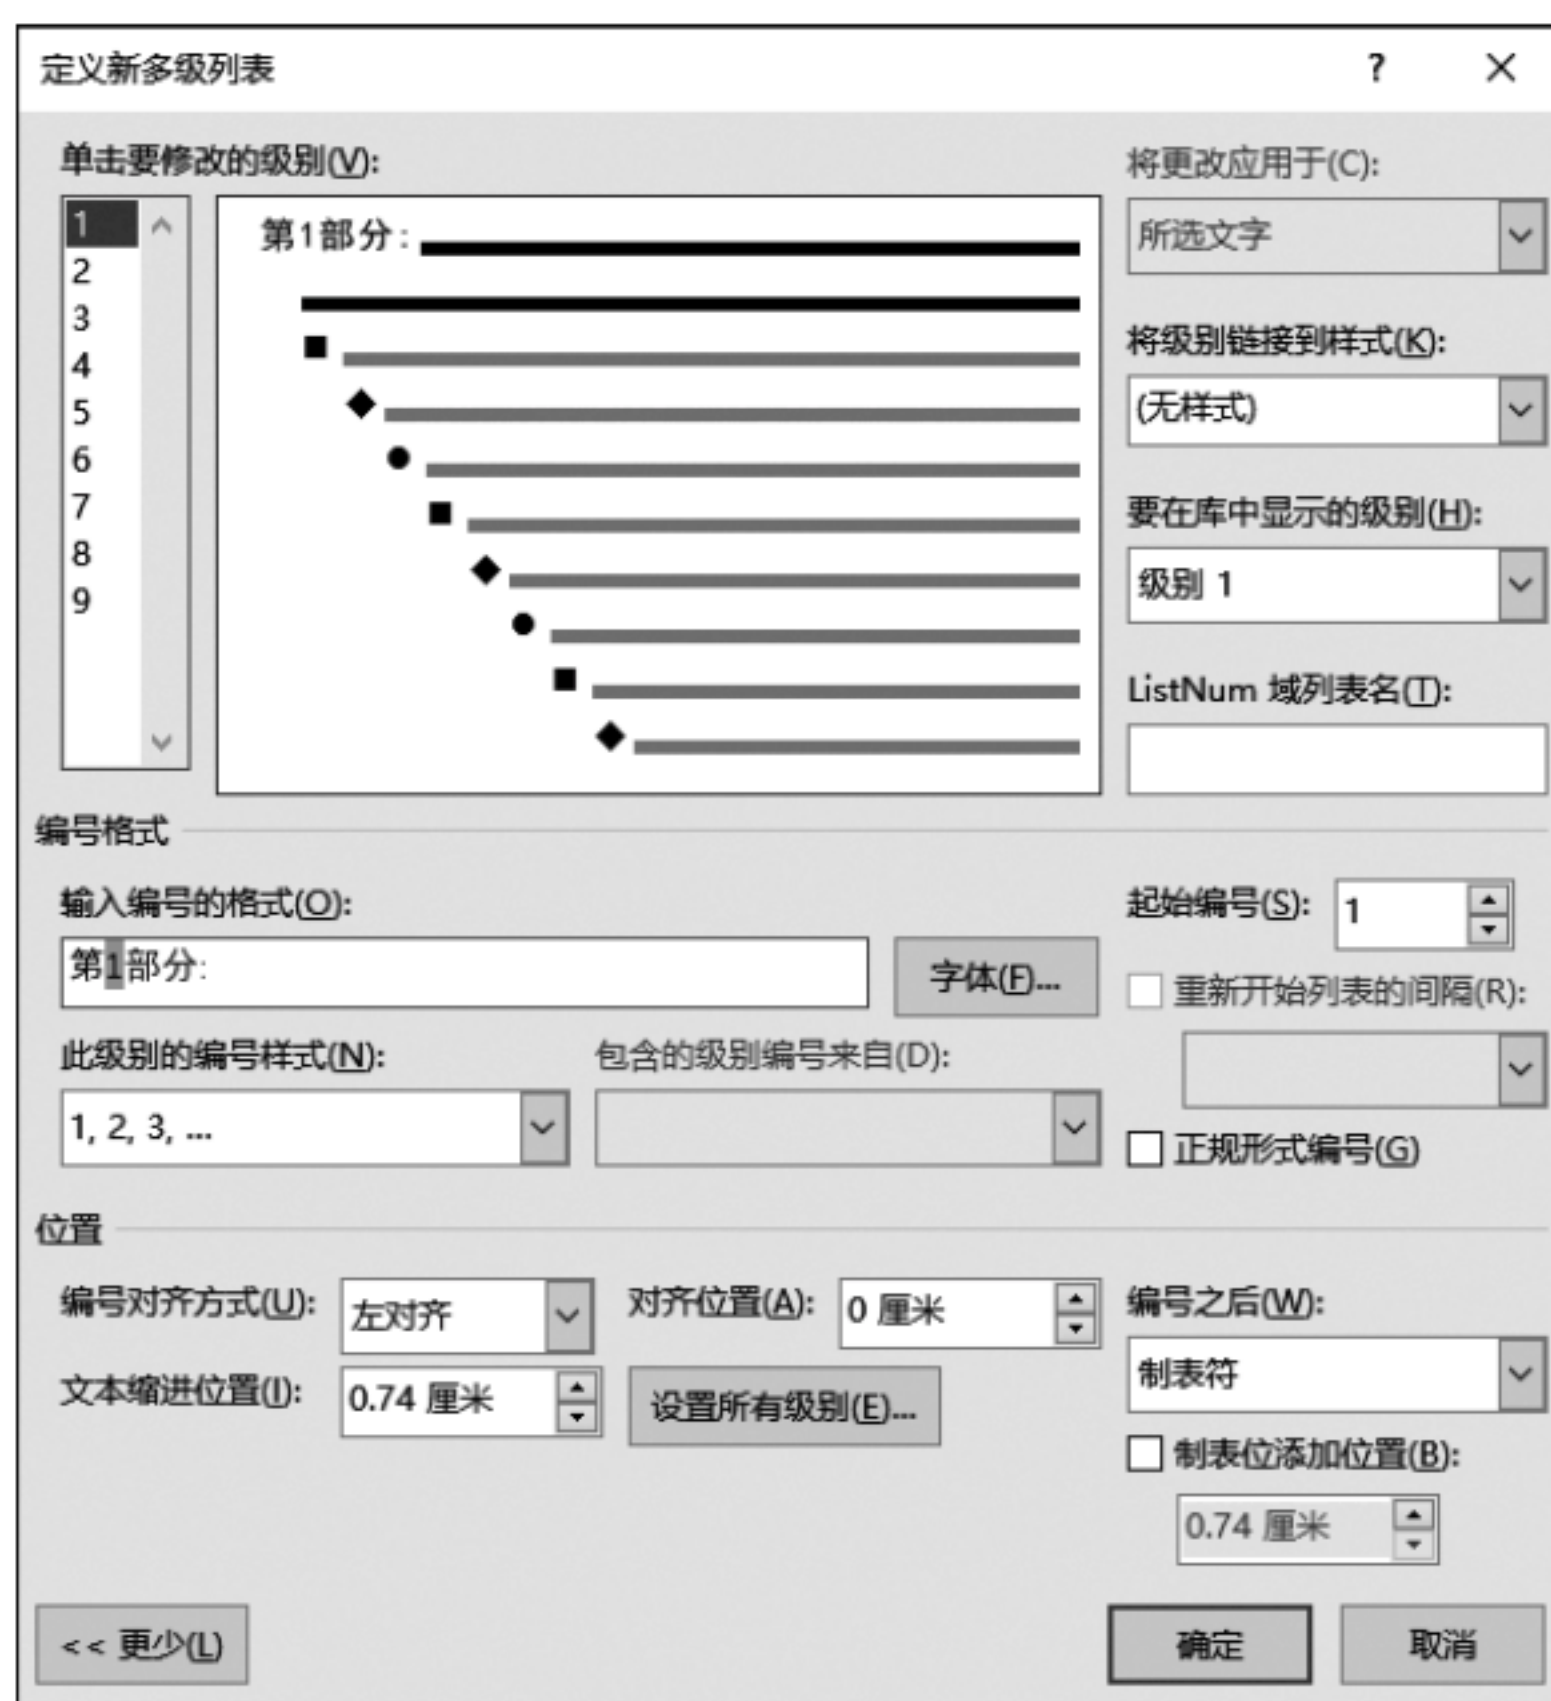 定义新多级列表
?
单击要修改的级别(V):
将更改应用于(C):
1
2
3
4
5
6
7
8
9
第1部分:
所选文字
将级别链接到样式(K):
(无样式)
要在库中显示的级别(H):
级别 1
ListNum 域列表名(T):
编号格式
输入编号的格式(O):
第1部分:
字体(F)...
起始编号(S):
1
重新开始列表的间隔(R):
此级别的编号样式(N):
包含的级别编号来自(D):
1, 2, 3, ...
正规形式编号(G)
位置
编号对齐方式(U):
左对齐
对齐位置(A):
0 厘米
编号之后(W):
制表符
文本缩进位置(I):
0.74 厘米
设置所有级别(E)...
制表位添加位置(B):
0.74 厘米
<< 更少(L)
确定
取消